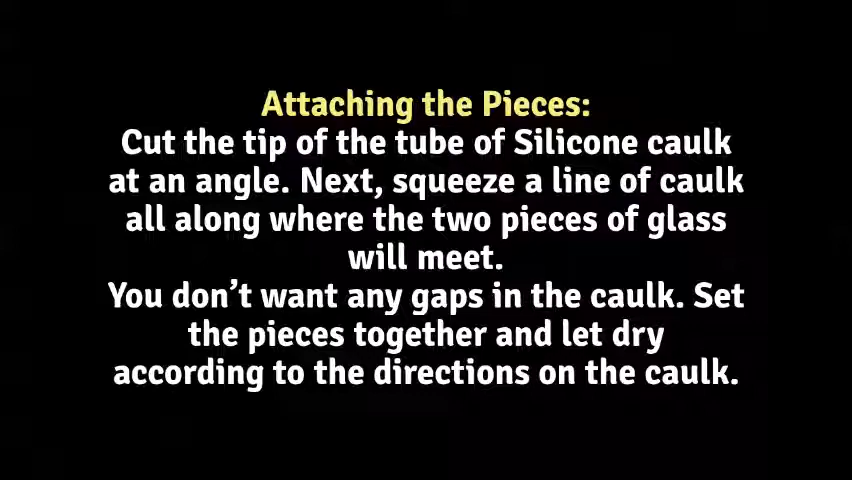 Attaching the Pieces:
Cut the tip of the tube of Silicone caulk
at an angle. Next, squeeze a line of caulk
all along where the two pieces of glass
will meet.
You don’t want any gaps in the caulk. Set
the pieces together and let dry
according to the directions on the caulk.